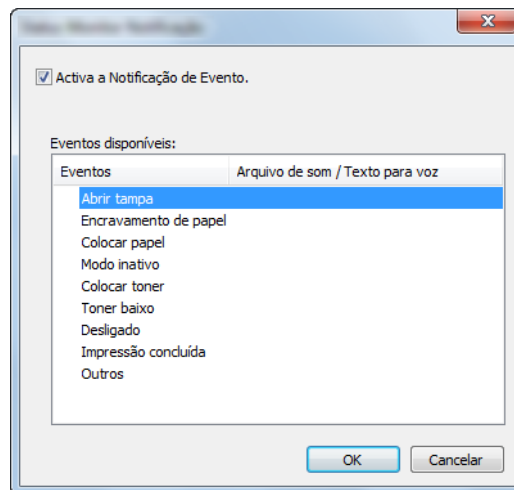 Activa a Notificação de Evento.
Eventos disponíveis:
Eventos Arquivo de som / Texto para voz
Abrir tampa
Encravamento de papel
Colocar papel
Modo inativo
Colocar toner
Toner baixo
Desligado
Impressão concluída
Outros
OK Cancelar